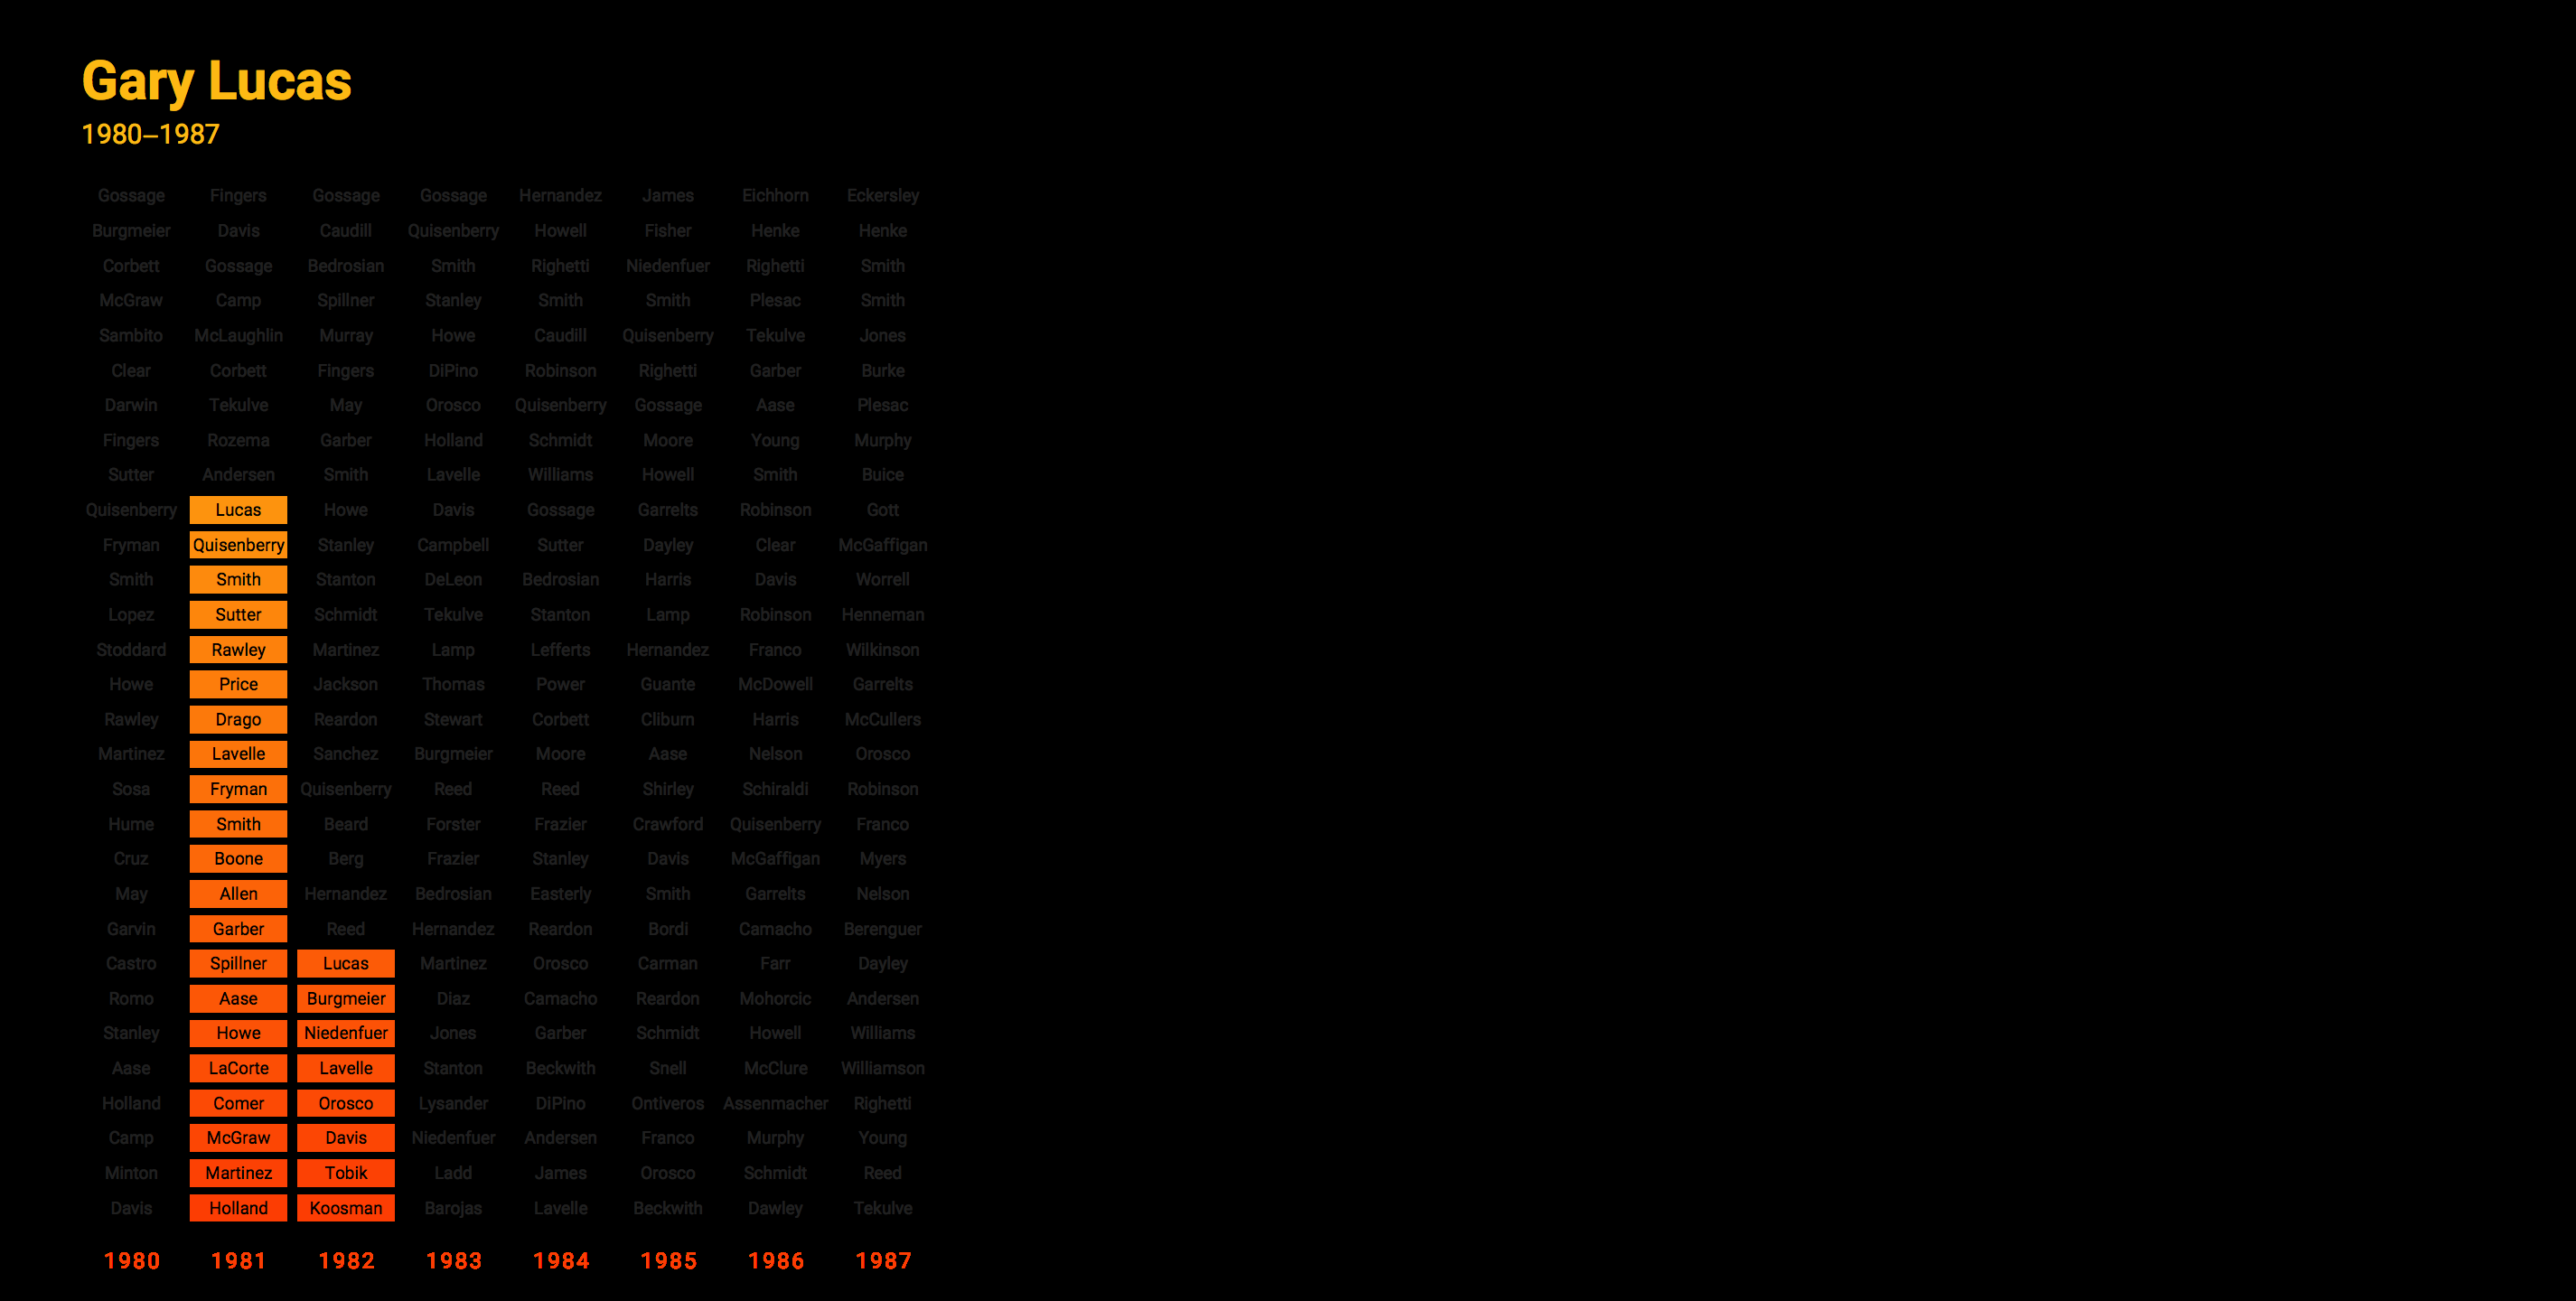 Gary Lucas
1980–1987
Gossage Fingers Gossage Gossage Hernandez James Eichhorn Eckersley
Burgmeier Davis Caudill Quisenberry Howell Fisher Henke Henke
Corbett Gossage Bedrosian Smith Righetti Niedenfuer Righetti Smith
McGraw Camp Spillner Stanley Smith Smith Plesac Smith
Sambito McLaughlin Murray Howe Caudill Quisenberry Tekulve Jones
Clear Corbett Fingers DiPino Robinson Righetti Garber Burke
Darwin Tekulve May Orosco Quisenberry Gossage Aase Plesac
Fingers Rozema Garber Holland Schmidt Moore Young Murphy
Sutter Andersen Smith Lavelle Williams Howell Smith Buice
Quisenberry Lucas Howe Davis Gossage Garrelts Robinson Gott
Fryman Quisenberry Stanley Campbell Sutter Dayley Clear McGaffigan
Smith Smith Stanton DeLeon Bedrosian Harris Davis Worrell
Lopez Sutter Schmidt Tekulve Stanton Lamp Robinson Henneman
Stoddard Rawley Martinez Lamp Lefferts Hernandez Franco Wilkinson
Howe Price Jackson Thomas Power Guante McDowell Garrelts
Rawley Drago Reardon Stewart Corbett Cliburn Harris McCullers
Martinez Lavelle Sanchez Burgmeier Moore Aase Nelson Orosco
Sosa Fryman Quisenberry Reed Reed Shirley Schiraldi Robinson
Hume Smith Beard Forster Frazier Crawford Quisenberry Franco
Cruz Boone Berg Frazier Stanley Davis McGaffigan Myers
May Allen Hernandez Bedrosian Easterly Smith Garrelts Nelson
Garvin Garber Reed Hernandez Reardon Bordi Camacho Berenguer
Castro Spillner Lucas Martinez Orosco Carman Farr Dayley
Romo Aase Burgmeier Diaz Camacho Reardon Mohorcic Andersen
Stanley Howe Niedenfuer Jones Garber Schmidt Howell Williams
Aase LaCorte Lavelle Stanton Beckwith Snell McClure Williamson
Holland Comer Orosco Lysander DiPino Ontiveros Assenmacher Righetti
Camp McGraw Davis Niedenfuer Andersen Franco Murphy Young
Minton Martinez Tobik Ladd James Orosco Schmidt Reed
Davis Holland Koosman Barojas Lavelle Beckwith Dawley Tekulve
1980 1981 1982 1983 1984 1985 1986 1987